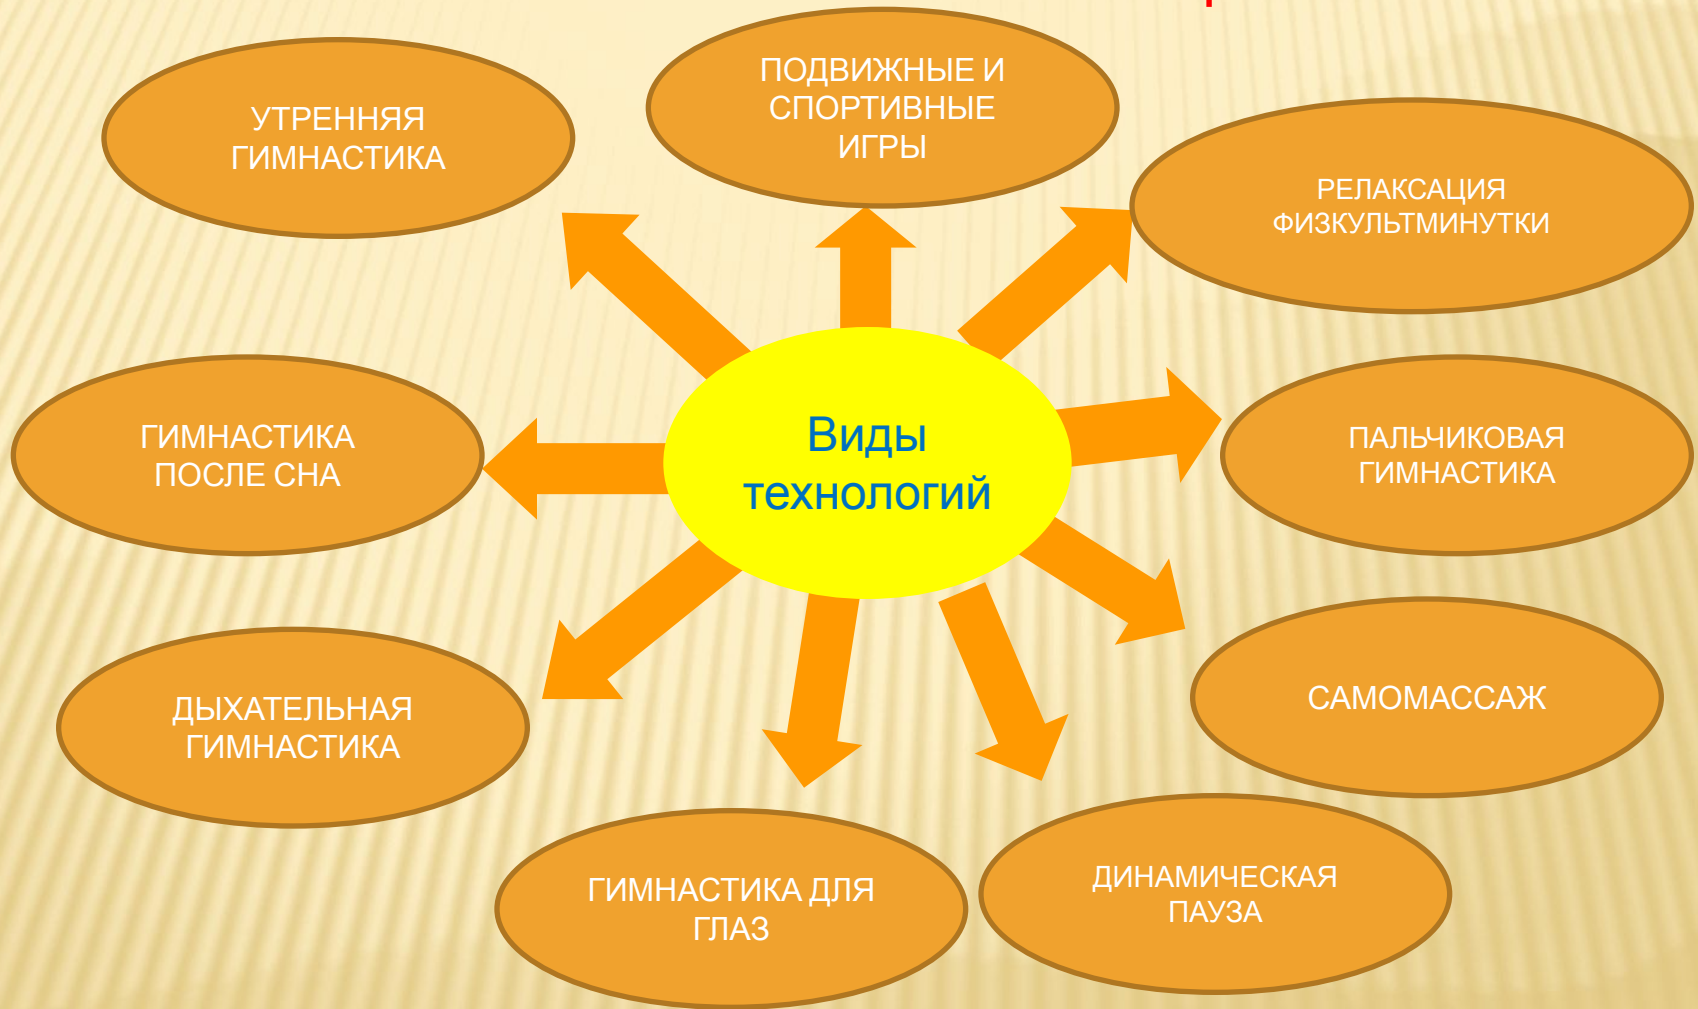 ПОДВИЖНЫЕ И
СПОРТИВНЫЕ
ИГРЫ
УТРЕННЯЯ
ГИМНАСТИКА
РЕЛАКСАЦИЯ
ФИЗКУЛЬТМИНУТКИ
Виды
технологий
ГИМНАСТИКА
ПОСЛЕ СНА
ПАЛЬЧИКОВАЯ
ГИМНАСТИКА
ДЫХАТЕЛЬНАЯ
ГИМНАСТИКА
САМОМАССАЖ
ГИМНАСТИКА ДЛЯ
ГЛАЗ
ДИНАМИЧЕСКАЯ
ПАУЗА